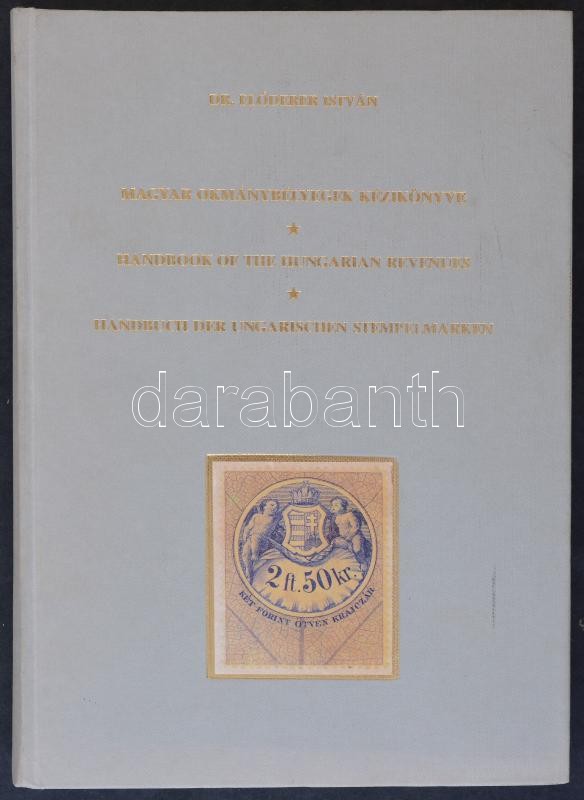 DR. FLÓDERER ISTVÁN
MAGYAR OKMÁNYBÉLYEGEK KÉZIKÖNYVE
★
HANDBOOK OF THE HUNGARIAN REVENUES
★
HANDBUCH DER UNGARISCHEN STEMPELMARKEN
darabanth
2 ft. 50 kr.
KÉT FORINT ÖTVEN KRAJCZÁR